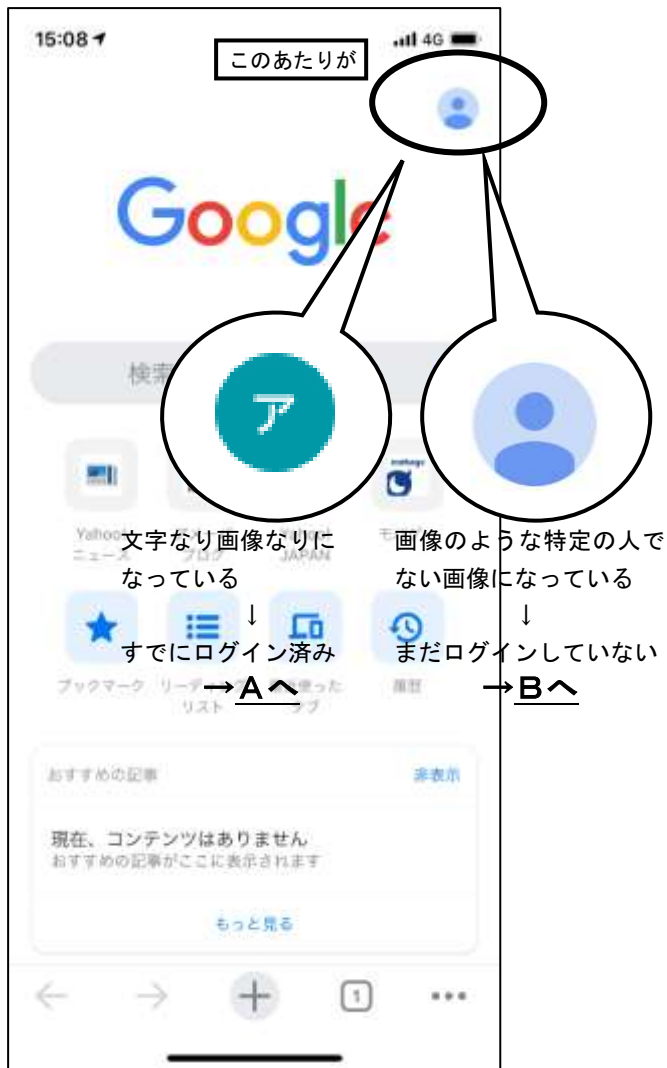 15:08
4G
このあたりが
Google
検索
ア
Yahoo!
ニュース
ブログ
JAPAN
文字なり画像なりに
なっている
↓
すでにログイン済み
→Aへ
画像のような特定の人で
ない画像になっている
↓
まだログインしていない
→Bへ
ブックマーク
リスト
タブ
履歴
おすすめの記事
非表示
現在、コンテンツはありません
おすすめの記事がここに表示されます
もっと見る
1